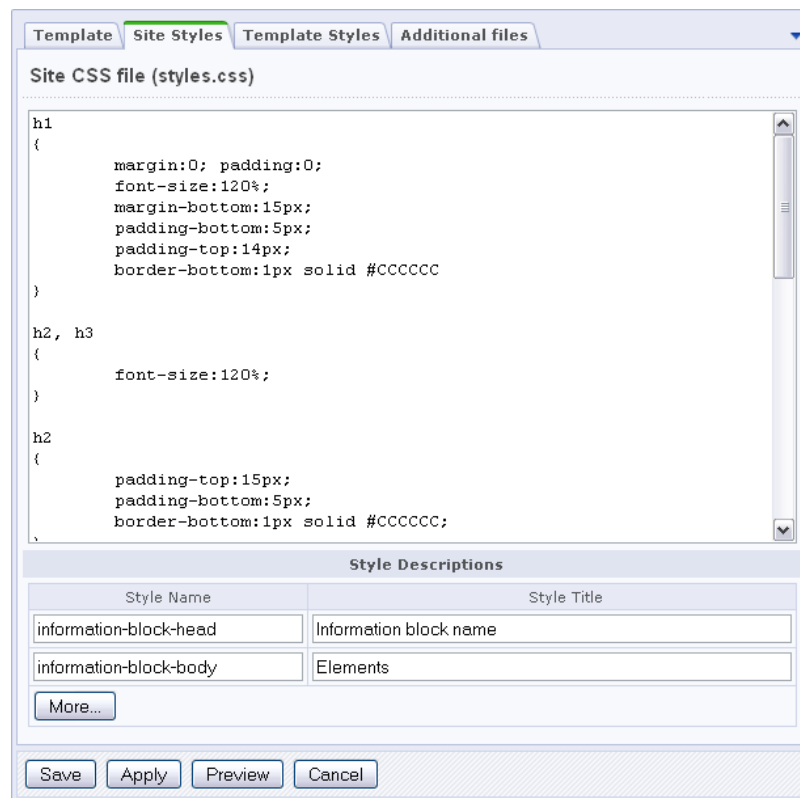 Template Site Styles Template Styles Additional files
Site CSS file (styles.css)
h1
{
margin:0; padding:0;
font-size:120%;
margin-bottom:15px;
padding-bottom:5px;
padding-top:14px;
border-bottom:1px solid #CCCCCC
}
h2, h3
{
font-size:120%;
}
h2
{
padding-top:15px;
padding-bottom:5px;
border-bottom:1px solid #CCCCCC;
Style Descriptions
Style Name Style Title
information-block-head Information block name
information-block-body Elements
More...
Save Apply Preview Cancel